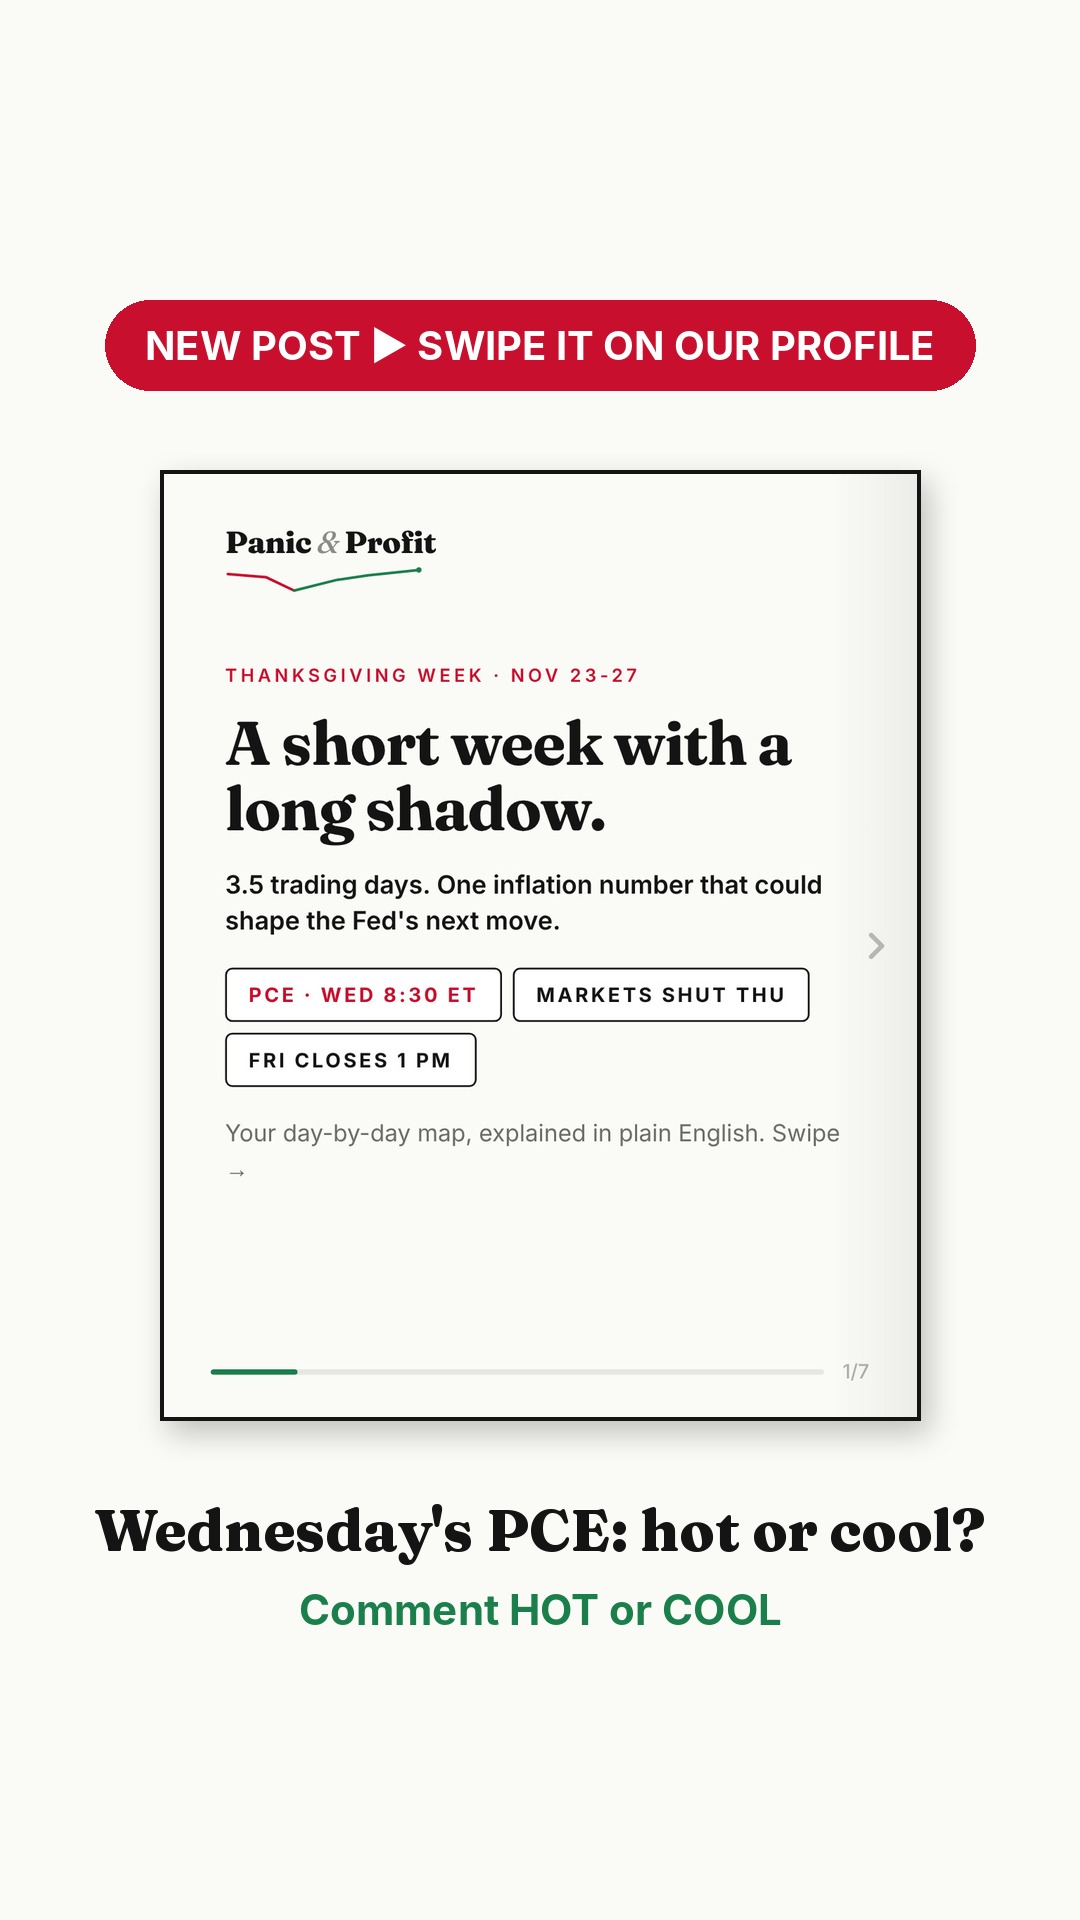 NEW POST ▶ SWIPE IT ON OUR PROFILE
Panic & Profit
THANKSGIVING WEEK · NOV 23-27
A short week with a
long shadow.
3.5 trading days. One inflation number that could
shape the Fed's next move.
PCE · WED 8:30 ET
MARKETS SHUT THU
FRI CLOSES 1 PM
Your day-by-day map, explained in plain English. Swipe
→
1/7
Wednesday's PCE: hot or cool?
Comment HOT or COOL